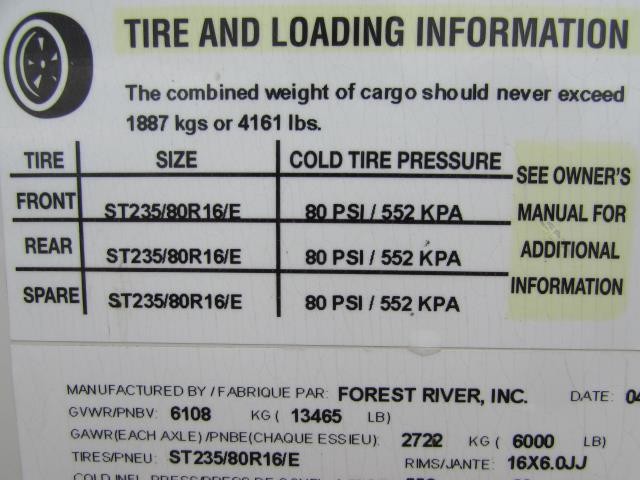 TIRE AND LOADING INFORMATION
The combined weight of cargo should never exceed
1887 kgs or 4161 lbs.
TIRE SIZE COLD TIRE PRESSURE
FRONT ST235/80R16/E 80 PSI / 552 KPA
REAR ST235/80R16/E 80 PSI / 552 KPA
SPARE ST235/80R16/E 80 PSI / 552 KPA
SEE OWNER'S
MANUAL FOR
ADDITIONAL
INFORMATION
MANUFACTURED BY / FABRIQUE PAR: FOREST RIVER, INC. DATE: 04
GVWR/PNBV: 6108 KG ( 13465 LB)
GAWR(EACH AXLE) /PNBE(CHAQUE ESSIEU): 2722 KG ( 6000 LB)
TIRES/PNEU: ST235/80R16/E RIMS/JANTE: 16X6.0JJ